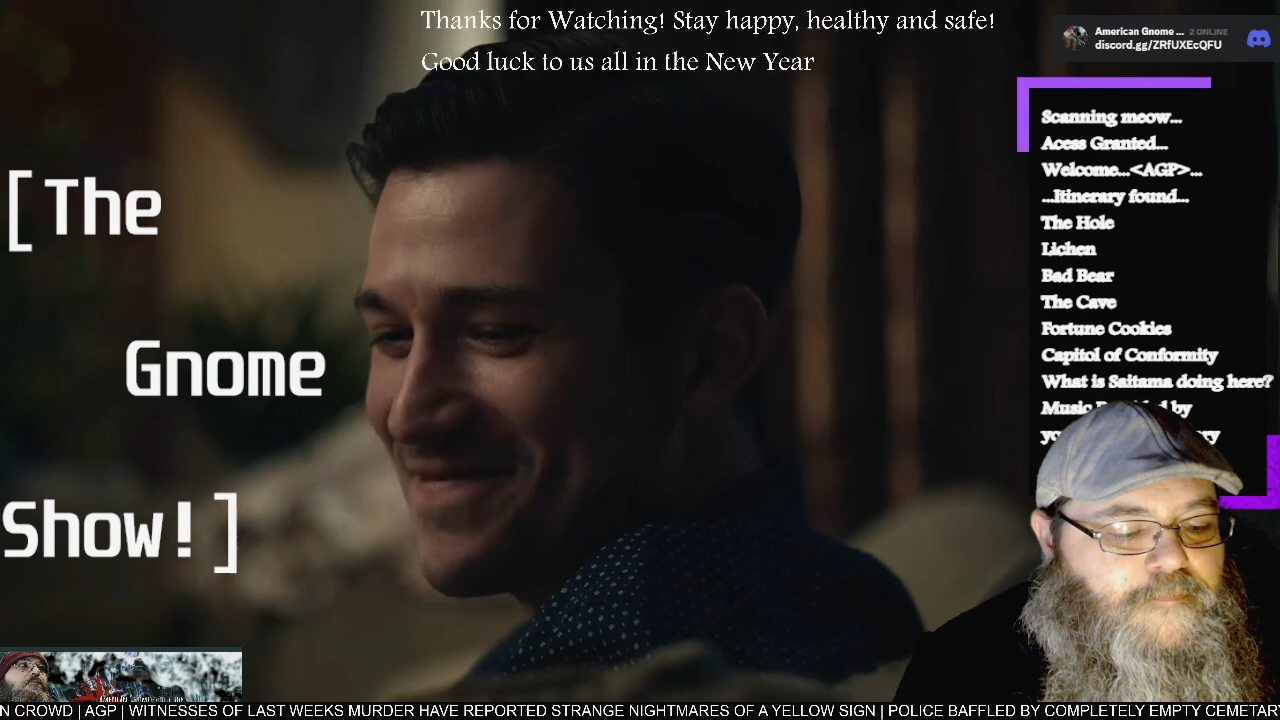 Thanks for Watching! Stay happy, healthy and safe!
Good luck to us all in the New Year
American Gnome ... 2 ONLINE
discord.gg/ZRfUXEcQFU
[The
Gnome
Show!]
Scanning meow...
Acess Granted...
Welcome...<AGP>...
...Itinerary found...
The Hole
Lichen
Bad Bear
The Cave
Fortune Cookies
Capitol of Conformity
What is Saitama doing here?
Music by
N CROWD | AGP | WITNESSES OF LAST WEEKS MURDER HAVE REPORTED STRANGE NIGHTMARES OF A YELLOW SIGN | POLICE BAFFLED BY COMPLETELY EMPTY CEMETAR